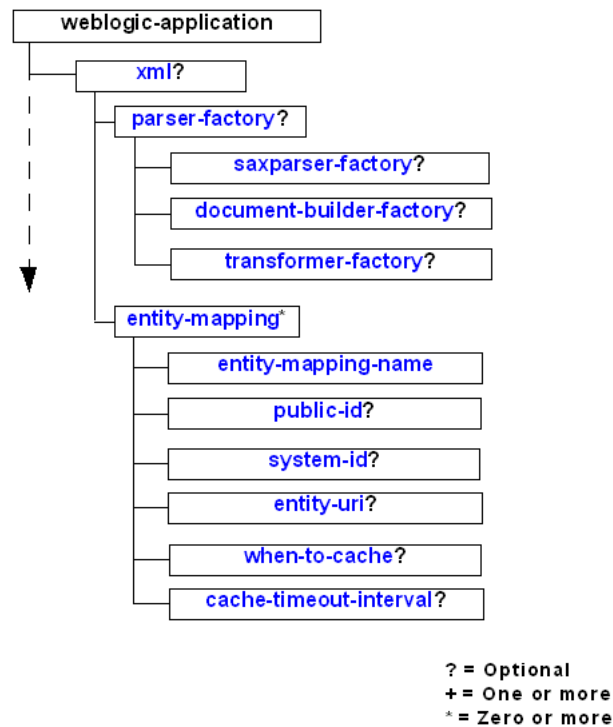 weblogic-application
xml?
parser-factory?
saxparser-factory?
document-builder-factory?
transformer-factory?
entity-mapping*
entity-mapping-name
public-id?
system-id?
entity-uri?
when-to-cache?
cache-timeout-interval?
? = Optional
+ = One or more
* = Zero or more